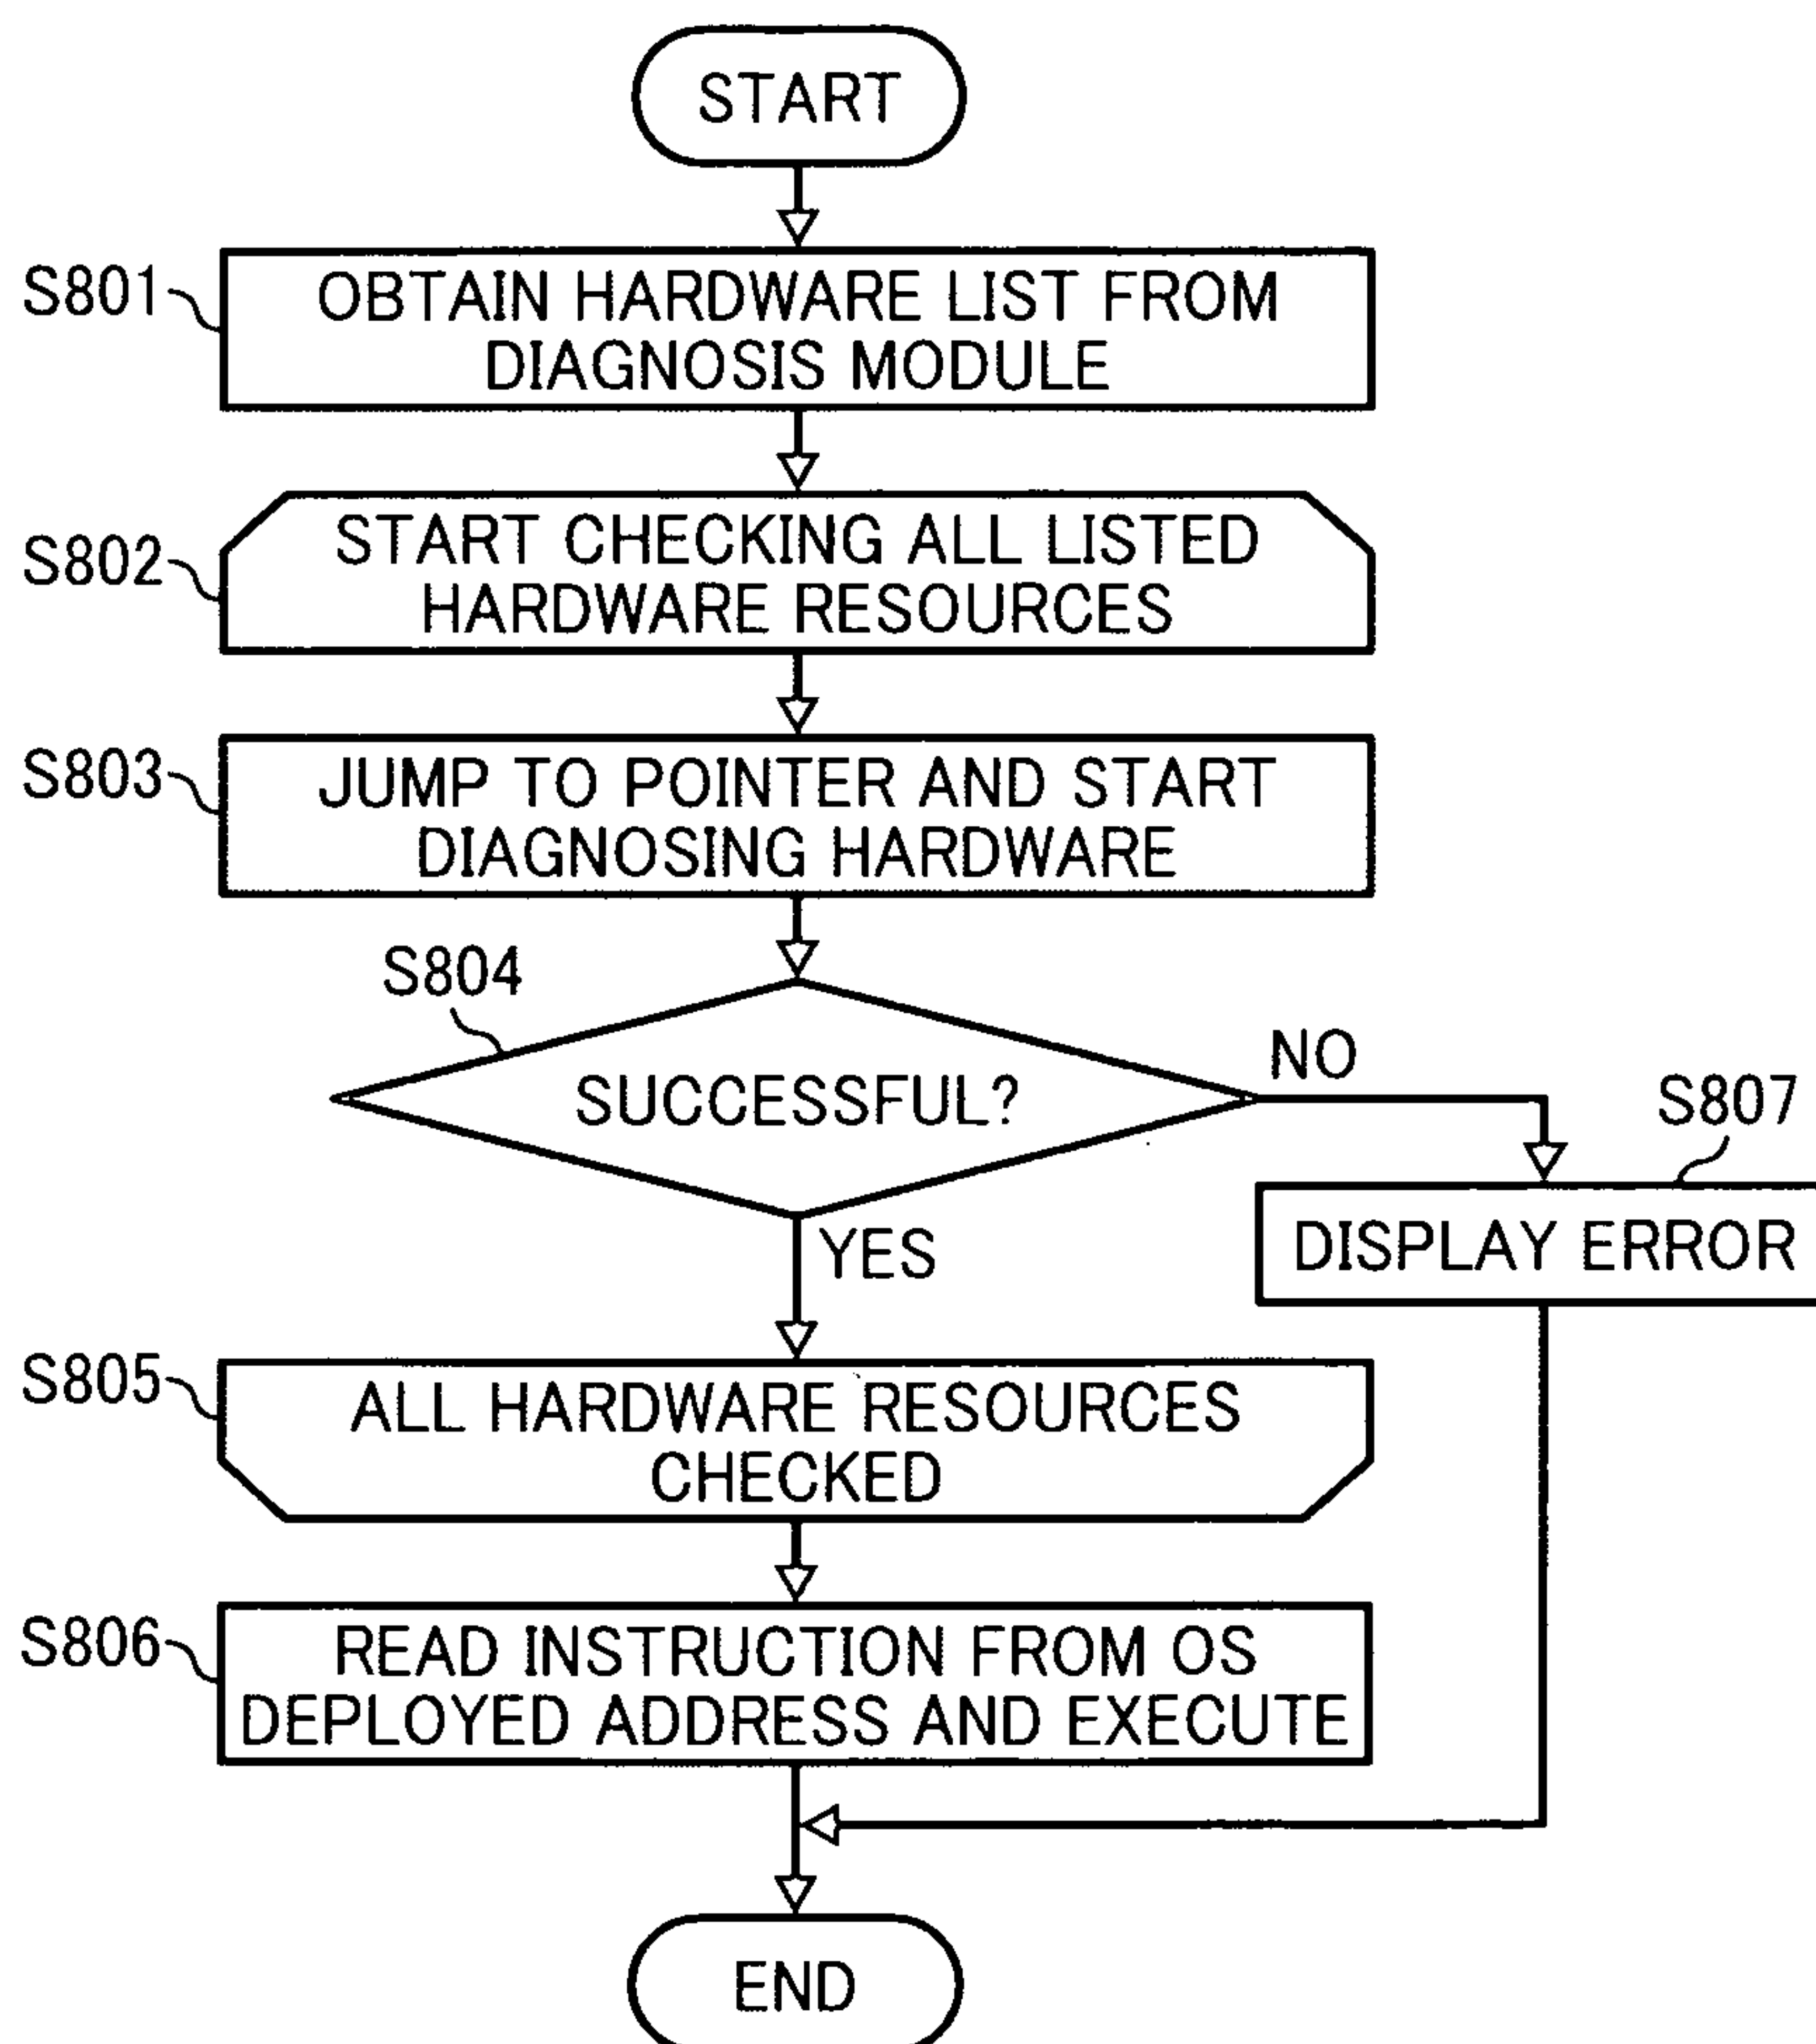 START
S801
OBTAIN HARDWARE LIST FROM
DIAGNOSIS MODULE
S802
START CHECKING ALL LISTED
HARDWARE RESOURCES
S803
JUMP TO POINTER AND START
DIAGNOSING HARDWARE
S804
SUCCESSFUL?
NO
S807
DISPLAY ERROR
YES
S805
ALL HARDWARE RESOURCES
CHECKED
S806
READ INSTRUCTION FROM OS
DEPLOYED ADDRESS AND EXECUTE
END